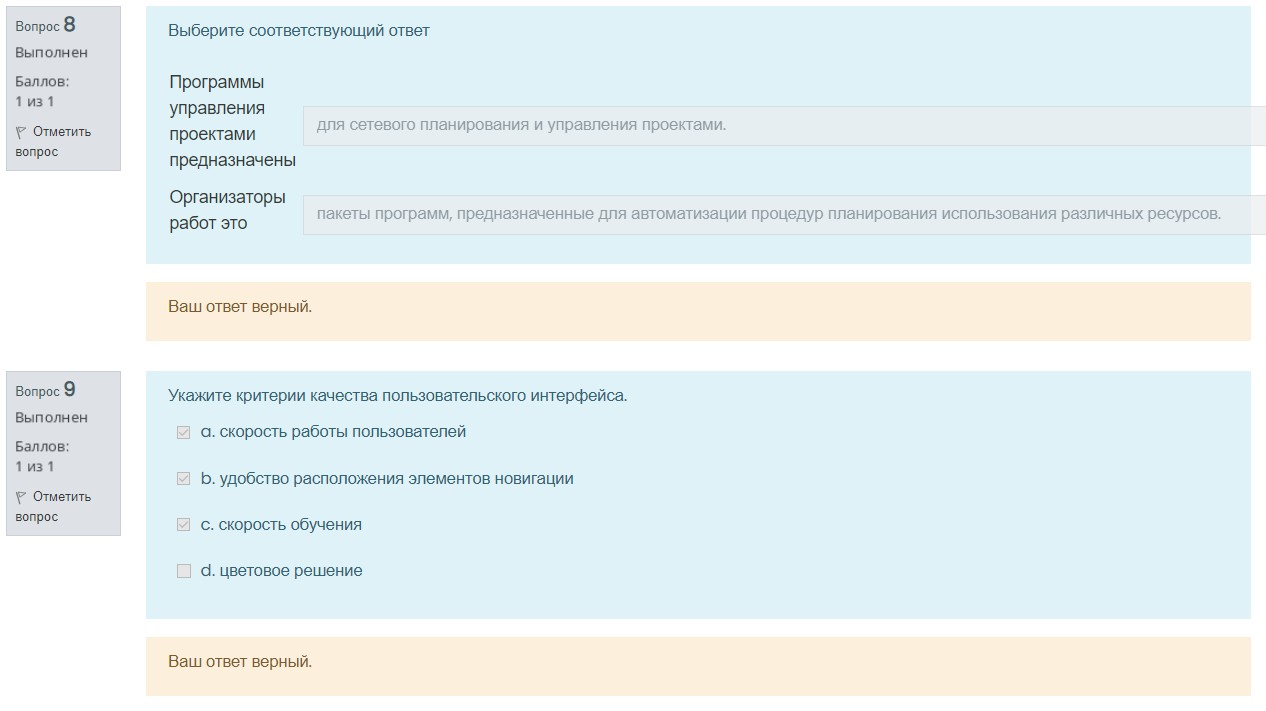 Вопрос 8
Выполнен
Баллов:
1 из 1
Отметить
вопрос
Выберите соответствующий ответ
Программы
управления
проектами
предназначены
для сетевого планирования и управления проектами.
Организаторы
работ это
пакеты программ, предназначенные для автоматизации процедур планирования использования различных ресурсов.
Ваш ответ верный.
Вопрос 9
Выполнен
Баллов:
1 из 1
Отметить
вопрос
Укажите критерии качества пользовательского интерфейса.
a. скорость работы пользователей
b. удобство расположения элементов новигации
c. скорость обучения
d. цветовое решение
Ваш ответ верный.